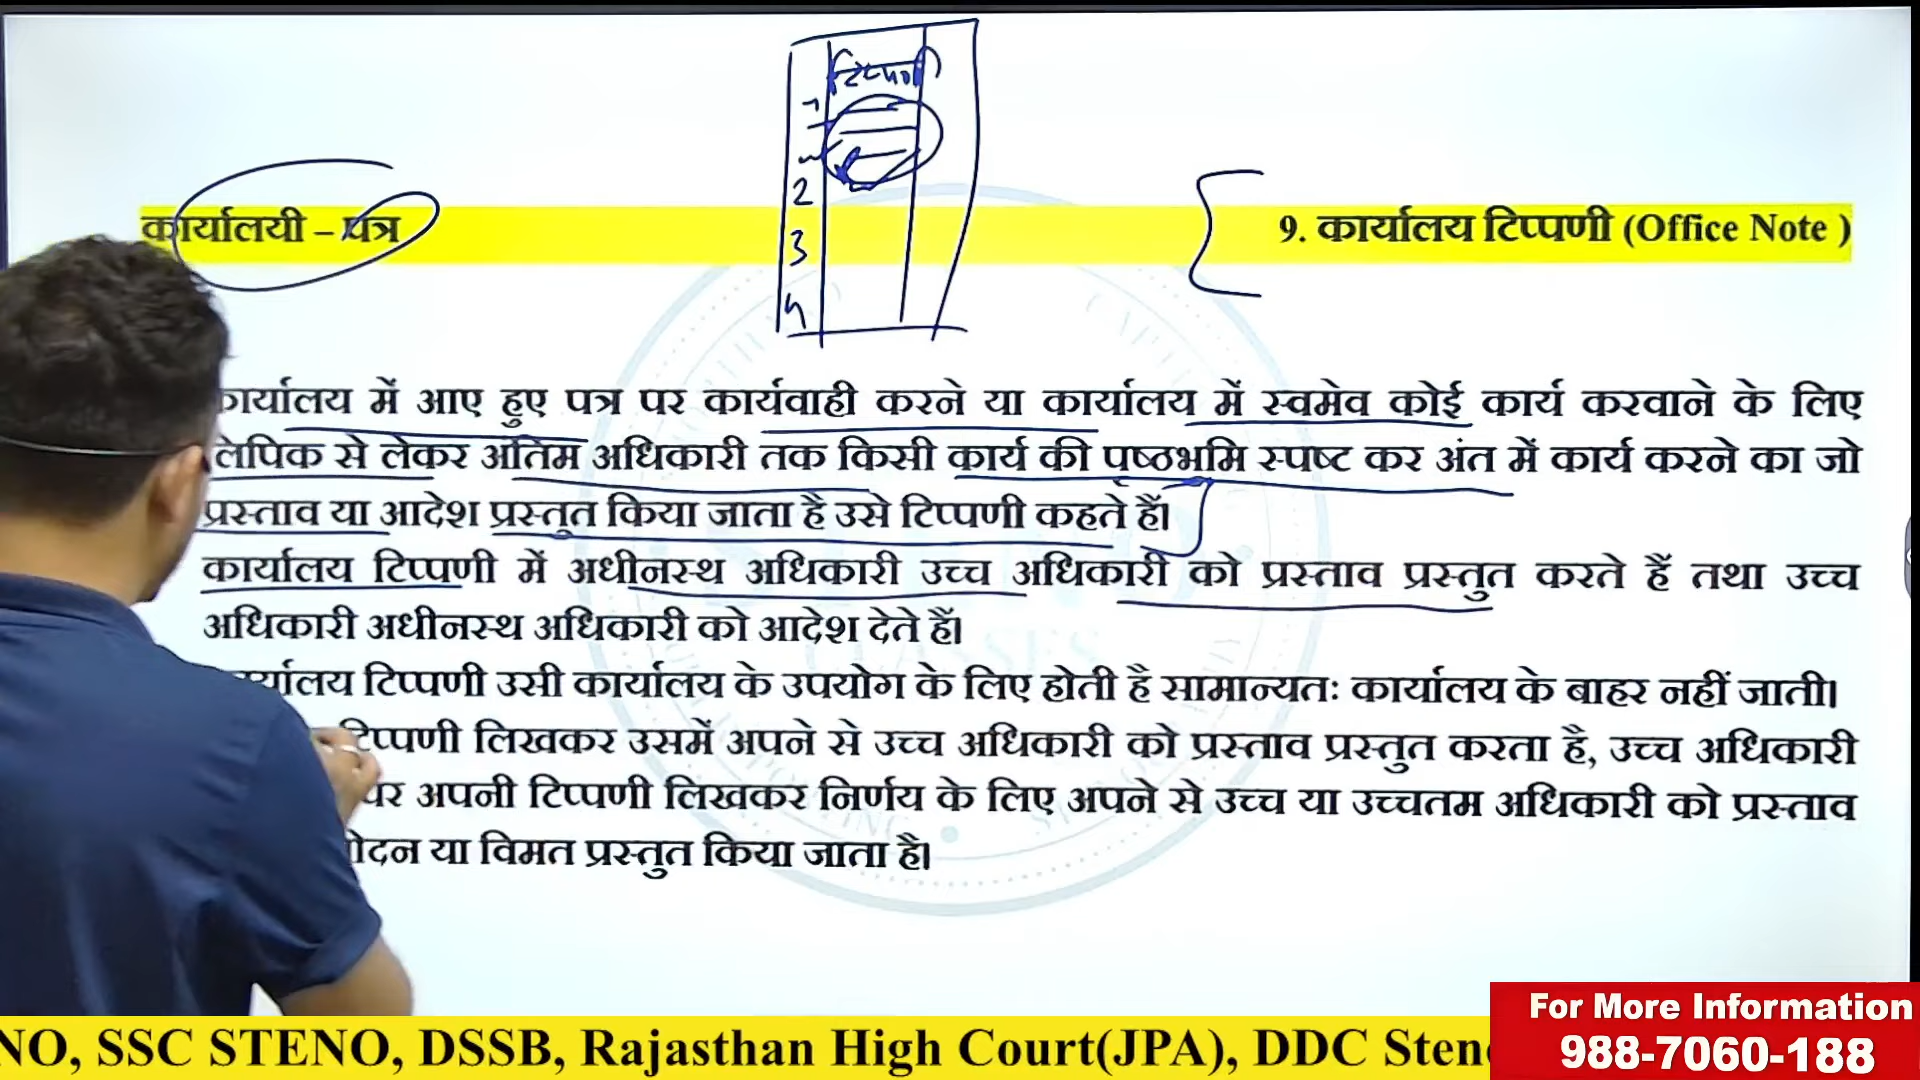 टिप्पणी
1
2
3
4
कार्यालयी – पत्र
9. कार्यालय टिप्पणी (Office Note )
कार्यालय में आए हुए पत्र पर कार्यवाही करने या कार्यालय में स्वमेव कोई कार्य करवाने के लिए
लिपिक से लेकर अंतिम अधिकारी तक किसी कार्य की पृष्ठभमि स्पष्ट कर अंत में कार्य करने का जो
प्रस्ताव या आदेश प्रस्तुत किया जाता है उसे टिप्पणी कहते हैं।
कार्यालय टिप्पणी में अधीनस्थ अधिकारी उच्च अधिकारी को प्रस्ताव प्रस्तुत करते हैं तथा उच्च
अधिकारी अधीनस्थ अधिकारी को आदेश देते हैं।
कार्यालय टिप्पणी उसी कार्यालय के उपयोग के लिए होती है सामान्यतः कार्यालय के बाहर नहीं जाती।
टिप्पणी लिखकर उसमें अपने से उच्च अधिकारी को प्रस्ताव प्रस्तुत करता है, उच्च अधिकारी
पर अपनी टिप्पणी लिखकर निर्णय के लिए अपने से उच्च या उच्चतम अधिकारी को प्रस्ताव
या विमत प्रस्तुत किया जाता है।
NO, SSC STENO, DSSB, Rajasthan High Court(JPA), DDC Steno
For More Information
988-7060-188